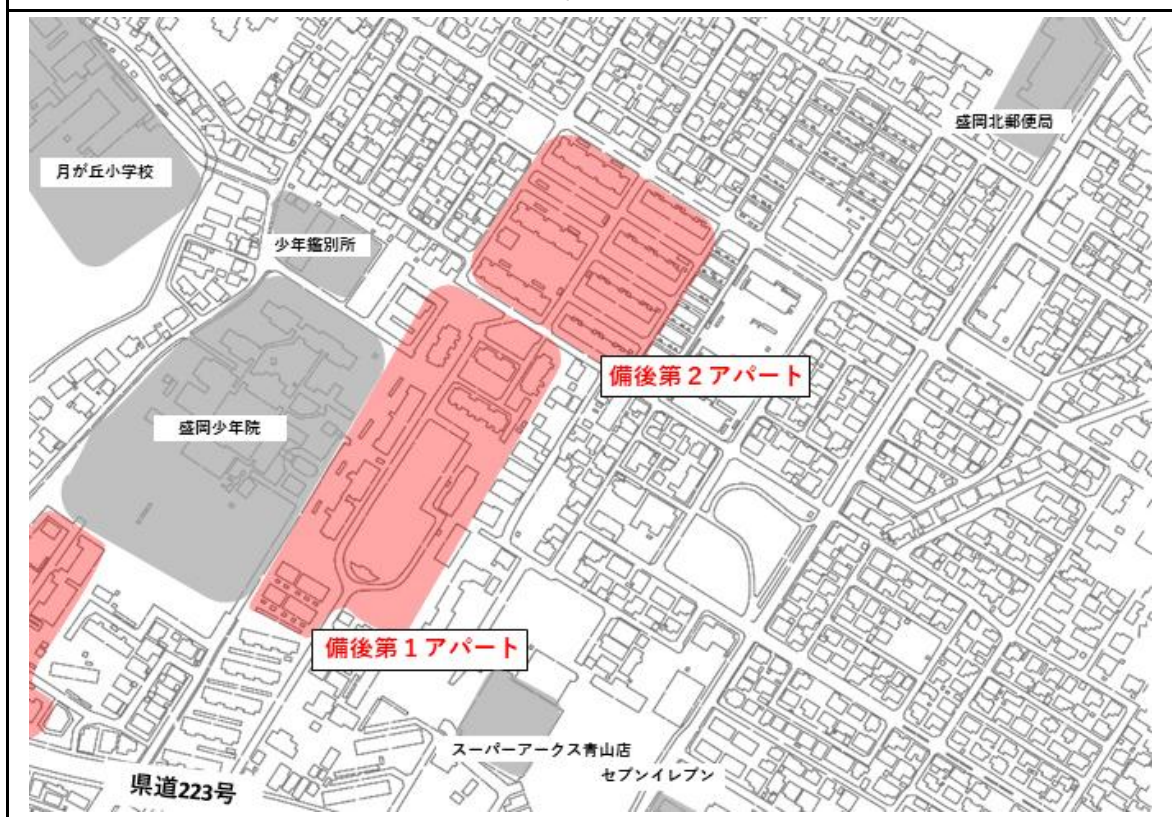 盛岡北郵便局
月が丘小学校
少年鑑別所
備後第２アパート
盛岡少年院
備後第１アパート
スーパーアークス青山店
セブンイレブン
県道223号